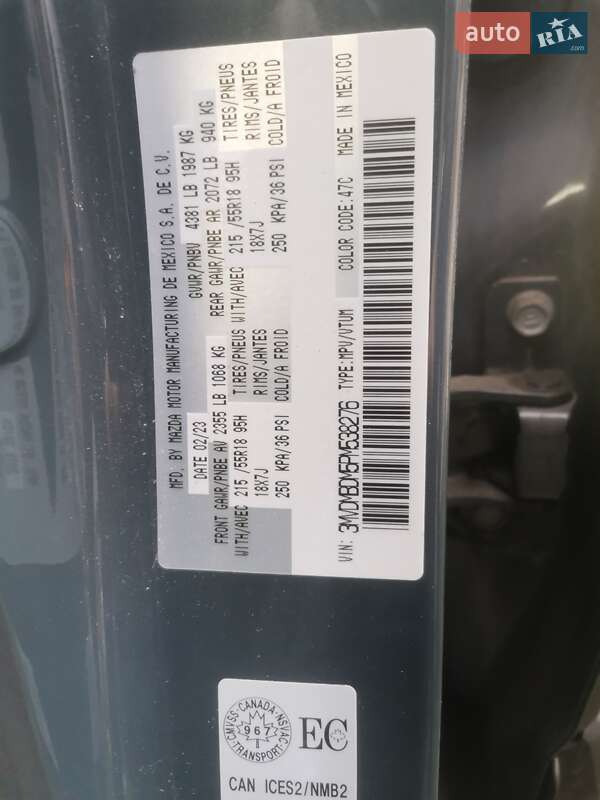 auto RIA.com
MFD. BY MAZDA MOTOR MANUFACTURING DE MEXICO S.A. DE C.V.
DATE 02/23 GVWR/PNBV 4381 LB 1987 KG
FRONT GAWR/PNBE AV 2355 LB 1068 KG REAR GAWR/PNBE AR 2072 LB 940 KG
WITH/AVEC 215 /55R18 95H TIRES/PNEUS WITH/AVEC 215 /55R18 95H TIRES/PNEUS
18X7J RIMS/JANTES 18X7J RIMS/JANTES
250 KPA/36 PSI COLD/A FROID 250 KPA/36 PSI COLD/A FROID
VIN: 3MVDMBDM5PM538276 TYPE:MPV/VTUM COLOR CODE:47C MADE IN MEXICO
CANADA
CMVSS 967 NSVAC
TRANSPORT
EC
CAN ICES2/NMB2